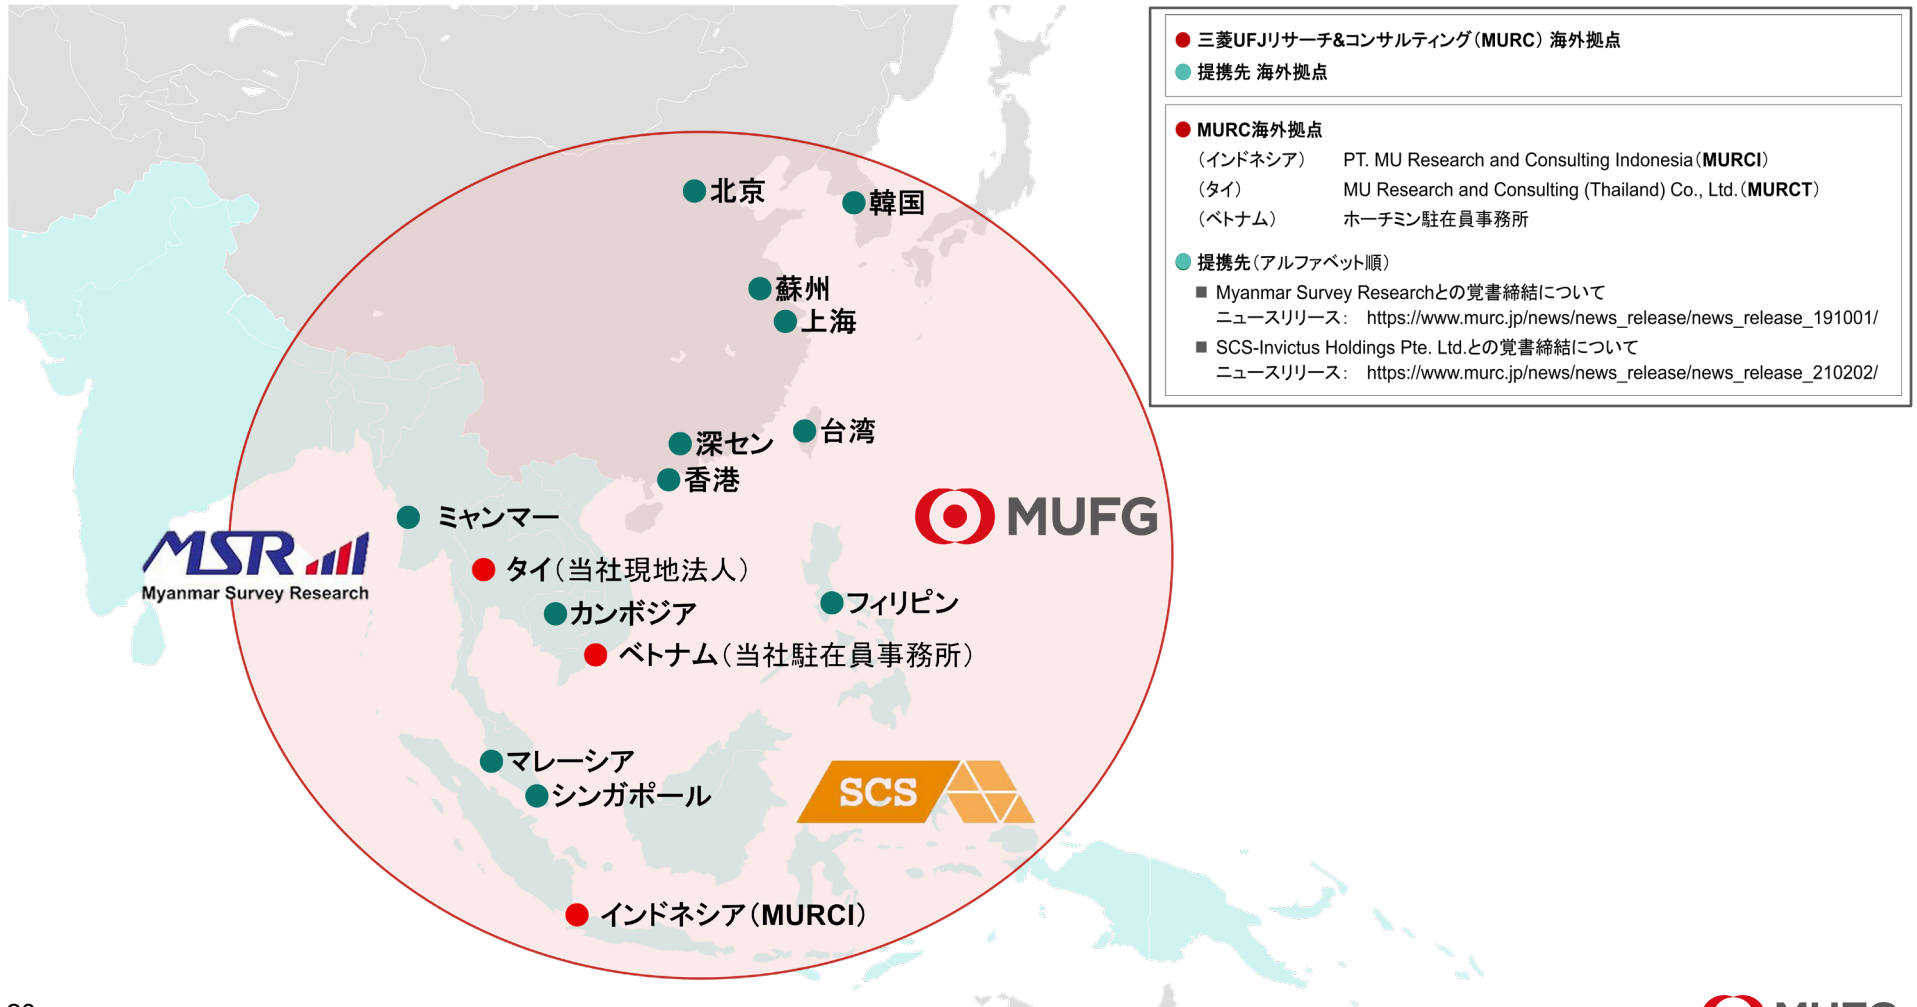 三菱UFJリサーチ&コンサルティング(MURC) 海外拠点
提携先 海外拠点
MURC海外拠点
(インドネシア) PT. MU Research and Consulting Indonesia(MURCI)
(タイ) MU Research and Consulting (Thailand) Co., Ltd.(MURCT)
(ベトナム) ホーチミン駐在員事務所
提携先(アルファベット順)
■ Myanmar Survey Researchとの覚書締結について
ニュースリリース: https://www.murc.jp/news/news_release/news_release_191001/
■ SCS-Invictus Holdings Pte. Ltd.との覚書締結について
ニュースリリース: https://www.murc.jp/news/news_release/news_release_210202/
北京
韓国
蘇州
上海
台湾
深セン
香港
MUFG
ミャンマー
MSR
Myanmar Survey Research
タイ(当社現地法人)
カンボジア
フィリピン
ベトナム(当社駐在員事務所)
マレーシア
シンガポール
SCS
インドネシア(MURCI)
MUFG